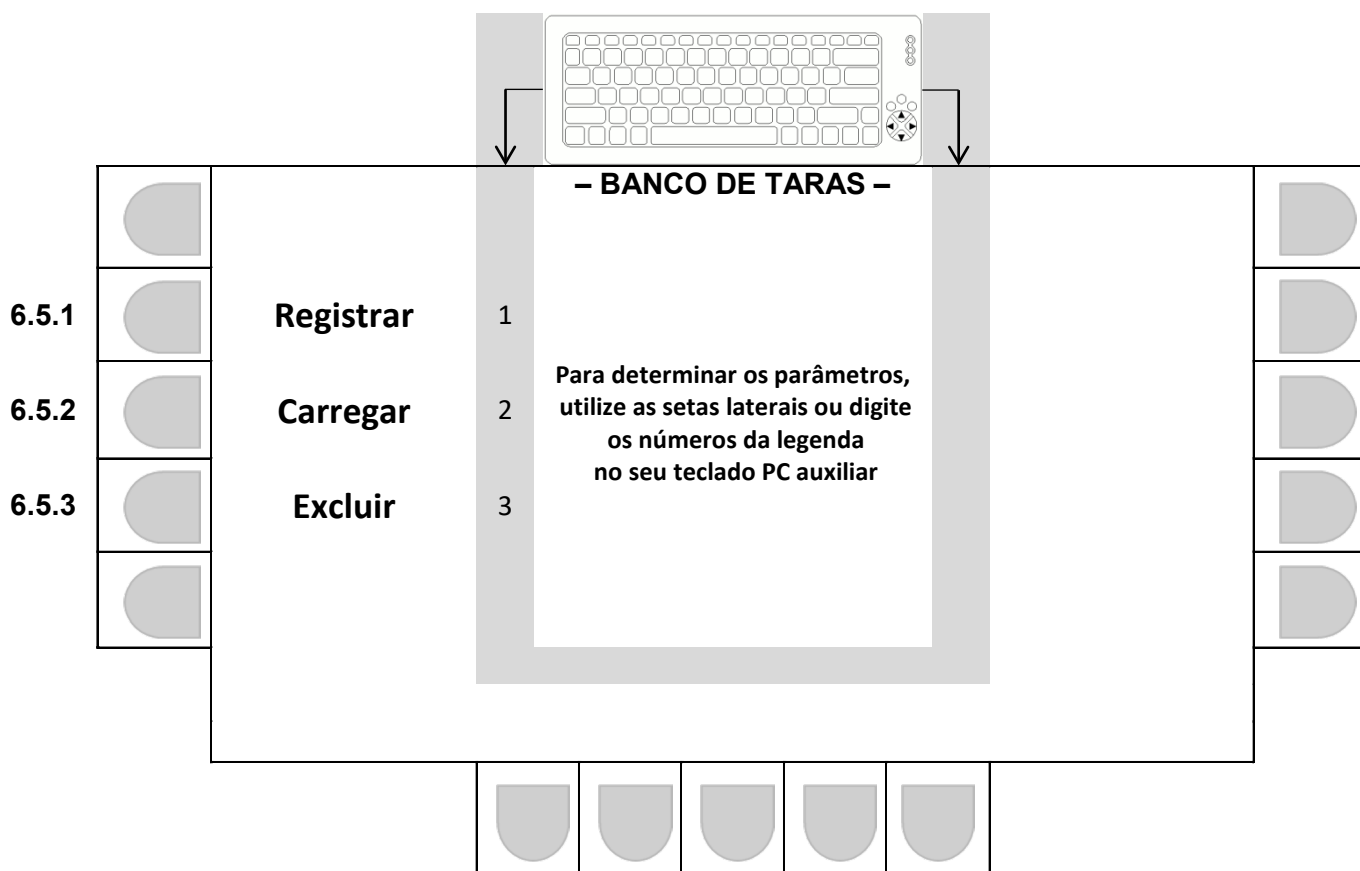 – BANCO DE TARAS –
6.5.1 Registrar 1
Para determinar os parâmetros,
utilize as setas laterais ou digite
6.5.2 Carregar 2
os números da legenda
no seu teclado PC auxiliar
6.5.3 Excluir 3